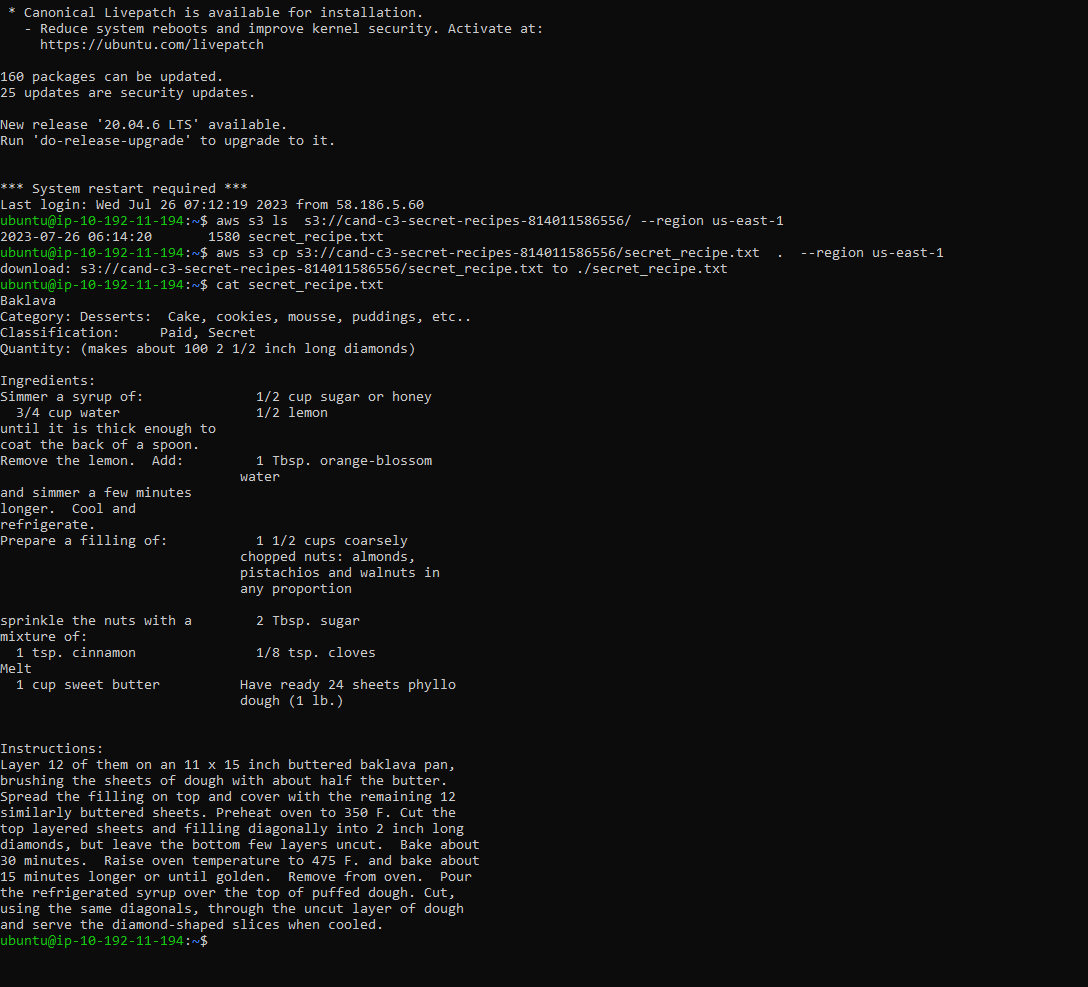 * Canonical Livepatch is available for installation.
   - Reduce system reboots and improve kernel security. Activate at:
     https://ubuntu.com/livepatch

160 packages can be updated.
25 updates are security updates.

New release '20.04.6 LTS' available.
Run 'do-release-upgrade' to upgrade to it.


*** System restart required ***
Last login: Wed Jul 26 07:12:19 2023 from 58.186.5.60
ubuntu@ip-10-192-11-194:~$ aws s3 ls  s3://cand-c3-secret-recipes-814011586556/ --region us-east-1
2023-07-26 06:14:20       1580 secret_recipe.txt
ubuntu@ip-10-192-11-194:~$ aws s3 cp s3://cand-c3-secret-recipes-814011586556/secret_recipe.txt  .  --region us-east-1
download: s3://cand-c3-secret-recipes-814011586556/secret_recipe.txt to ./secret_recipe.txt
ubuntu@ip-10-192-11-194:~$ cat secret_recipe.txt
Baklava
Category: Desserts:  Cake, cookies, mousse, puddings, etc..
Classification:     Paid, Secret
Quantity: (makes about 100 2 1/2 inch long diamonds)

Ingredients:
Simmer a syrup of:              1/2 cup sugar or honey
  3/4 cup water                 1/2 lemon
until it is thick enough to
coat the back of a spoon.
Remove the lemon.  Add:         1 Tbsp. orange-blossom
                              water
and simmer a few minutes
longer.  Cool and
refrigerate.
Prepare a filling of:           1 1/2 cups coarsely
                              chopped nuts: almonds,
                              pistachios and walnuts in
                              any proportion

sprinkle the nuts with a        2 Tbsp. sugar
mixture of:
  1 tsp. cinnamon               1/8 tsp. cloves
Melt
  1 cup sweet butter          Have ready 24 sheets phyllo
                              dough (1 lb.)


Instructions:
Layer 12 of them on an 11 x 15 inch buttered baklava pan,
brushing the sheets of dough with about half the butter.
Spread the filling on top and cover with the remaining 12
similarly buttered sheets. Preheat oven to 350 F. Cut the
top layered sheets and filling diagonally into 2 inch long
diamonds, but leave the bottom few layers uncut.  Bake about
30 minutes.  Raise oven temperature to 475 F. and bake about
15 minutes longer or until golden.  Remove from oven.  Pour
the refrigerated syrup over the top of puffed dough. Cut,
using the same diagonals, through the uncut layer of dough
and serve the diamond-shaped slices when cooled.
ubuntu@ip-10-192-11-194:~$